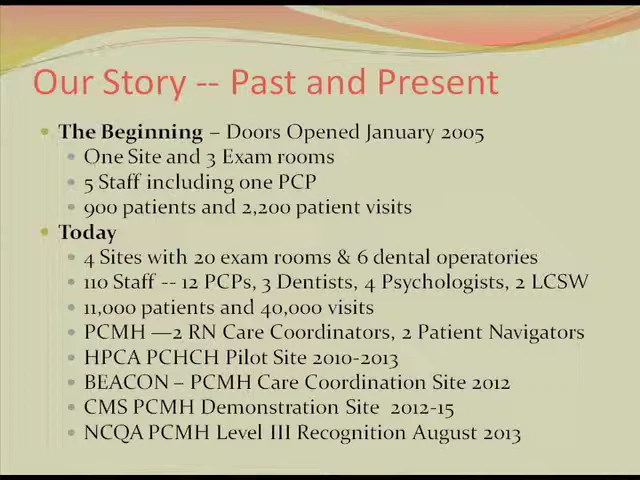 Our Story -- Past and Present
The Beginning – Doors Opened January 2005
One Site and 3 Exam rooms
5 Staff including one PCP
900 patients and 2,200 patient visits
Today
4 Sites with 20 exam rooms & 6 dental operatories
110 Staff -- 12 PCPs, 3 Dentists, 4 Psychologists, 2 LCSW
11,000 patients and 40,000 visits
PCMH —2 RN Care Coordinators, 2 Patient Navigators
HPCA PCHCH Pilot Site 2010-2013
BEACON – PCMH Care Coordination Site 2012
CMS PCMH Demonstration Site 2012-15
NCQA PCMH Level III Recognition August 2013